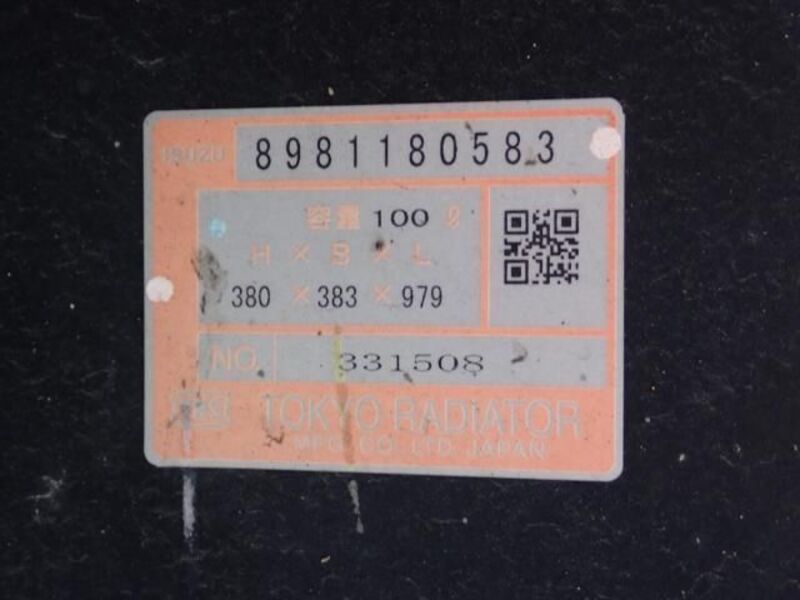 ISUZU 8981180583
容量 100 ℓ
H × B × L
380 × 383 × 979
NO. 331508
TOKYO RADIATOR
MFG. CO. LTD. JAPAN